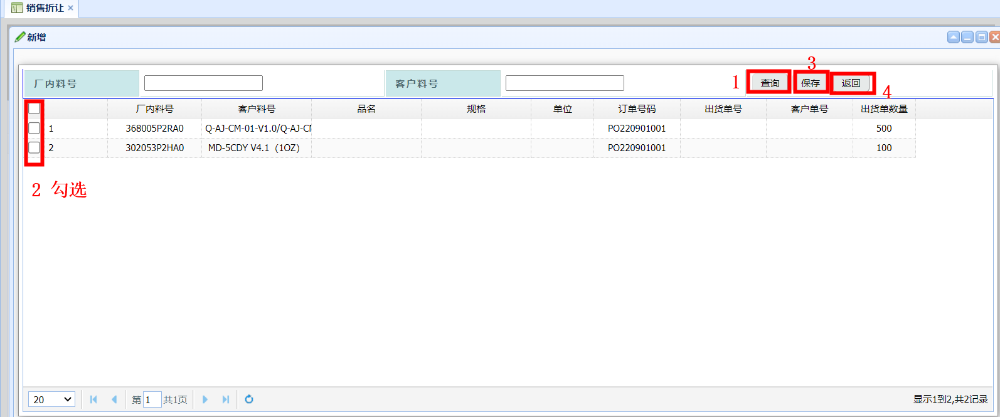 销售折让
新增
3
厂内料号 客户料号 1 查询 保存 返回 4
厂内料号 客户料号 品名 规格 单位 订单号码 出货单号 客户单号 出货单数量
1 368005P2RA0 Q-AJ-CM-01-V1.0/Q-AJ-CM PO220901001 500
2 302053P2HA0 MD-5CDY V4.1（1OZ） PO220901001 100
2 勾选
20 第 1 共1页 显示1到2,共2记录